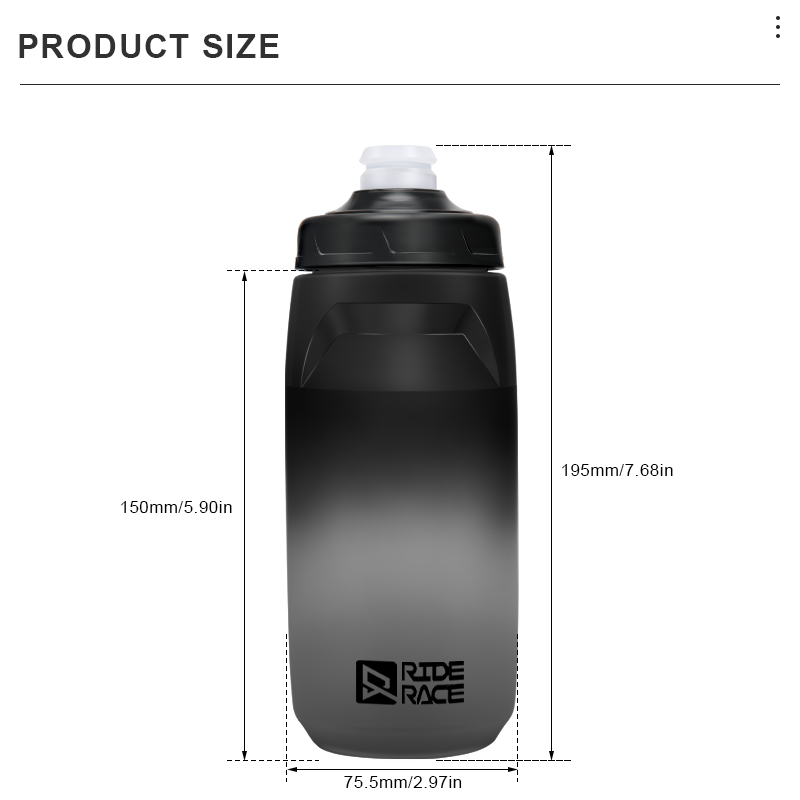 PRODUCT SIZE
195mm/7.68in
150mm/5.90in
RIDE
RACE
75.5mm/2.97in